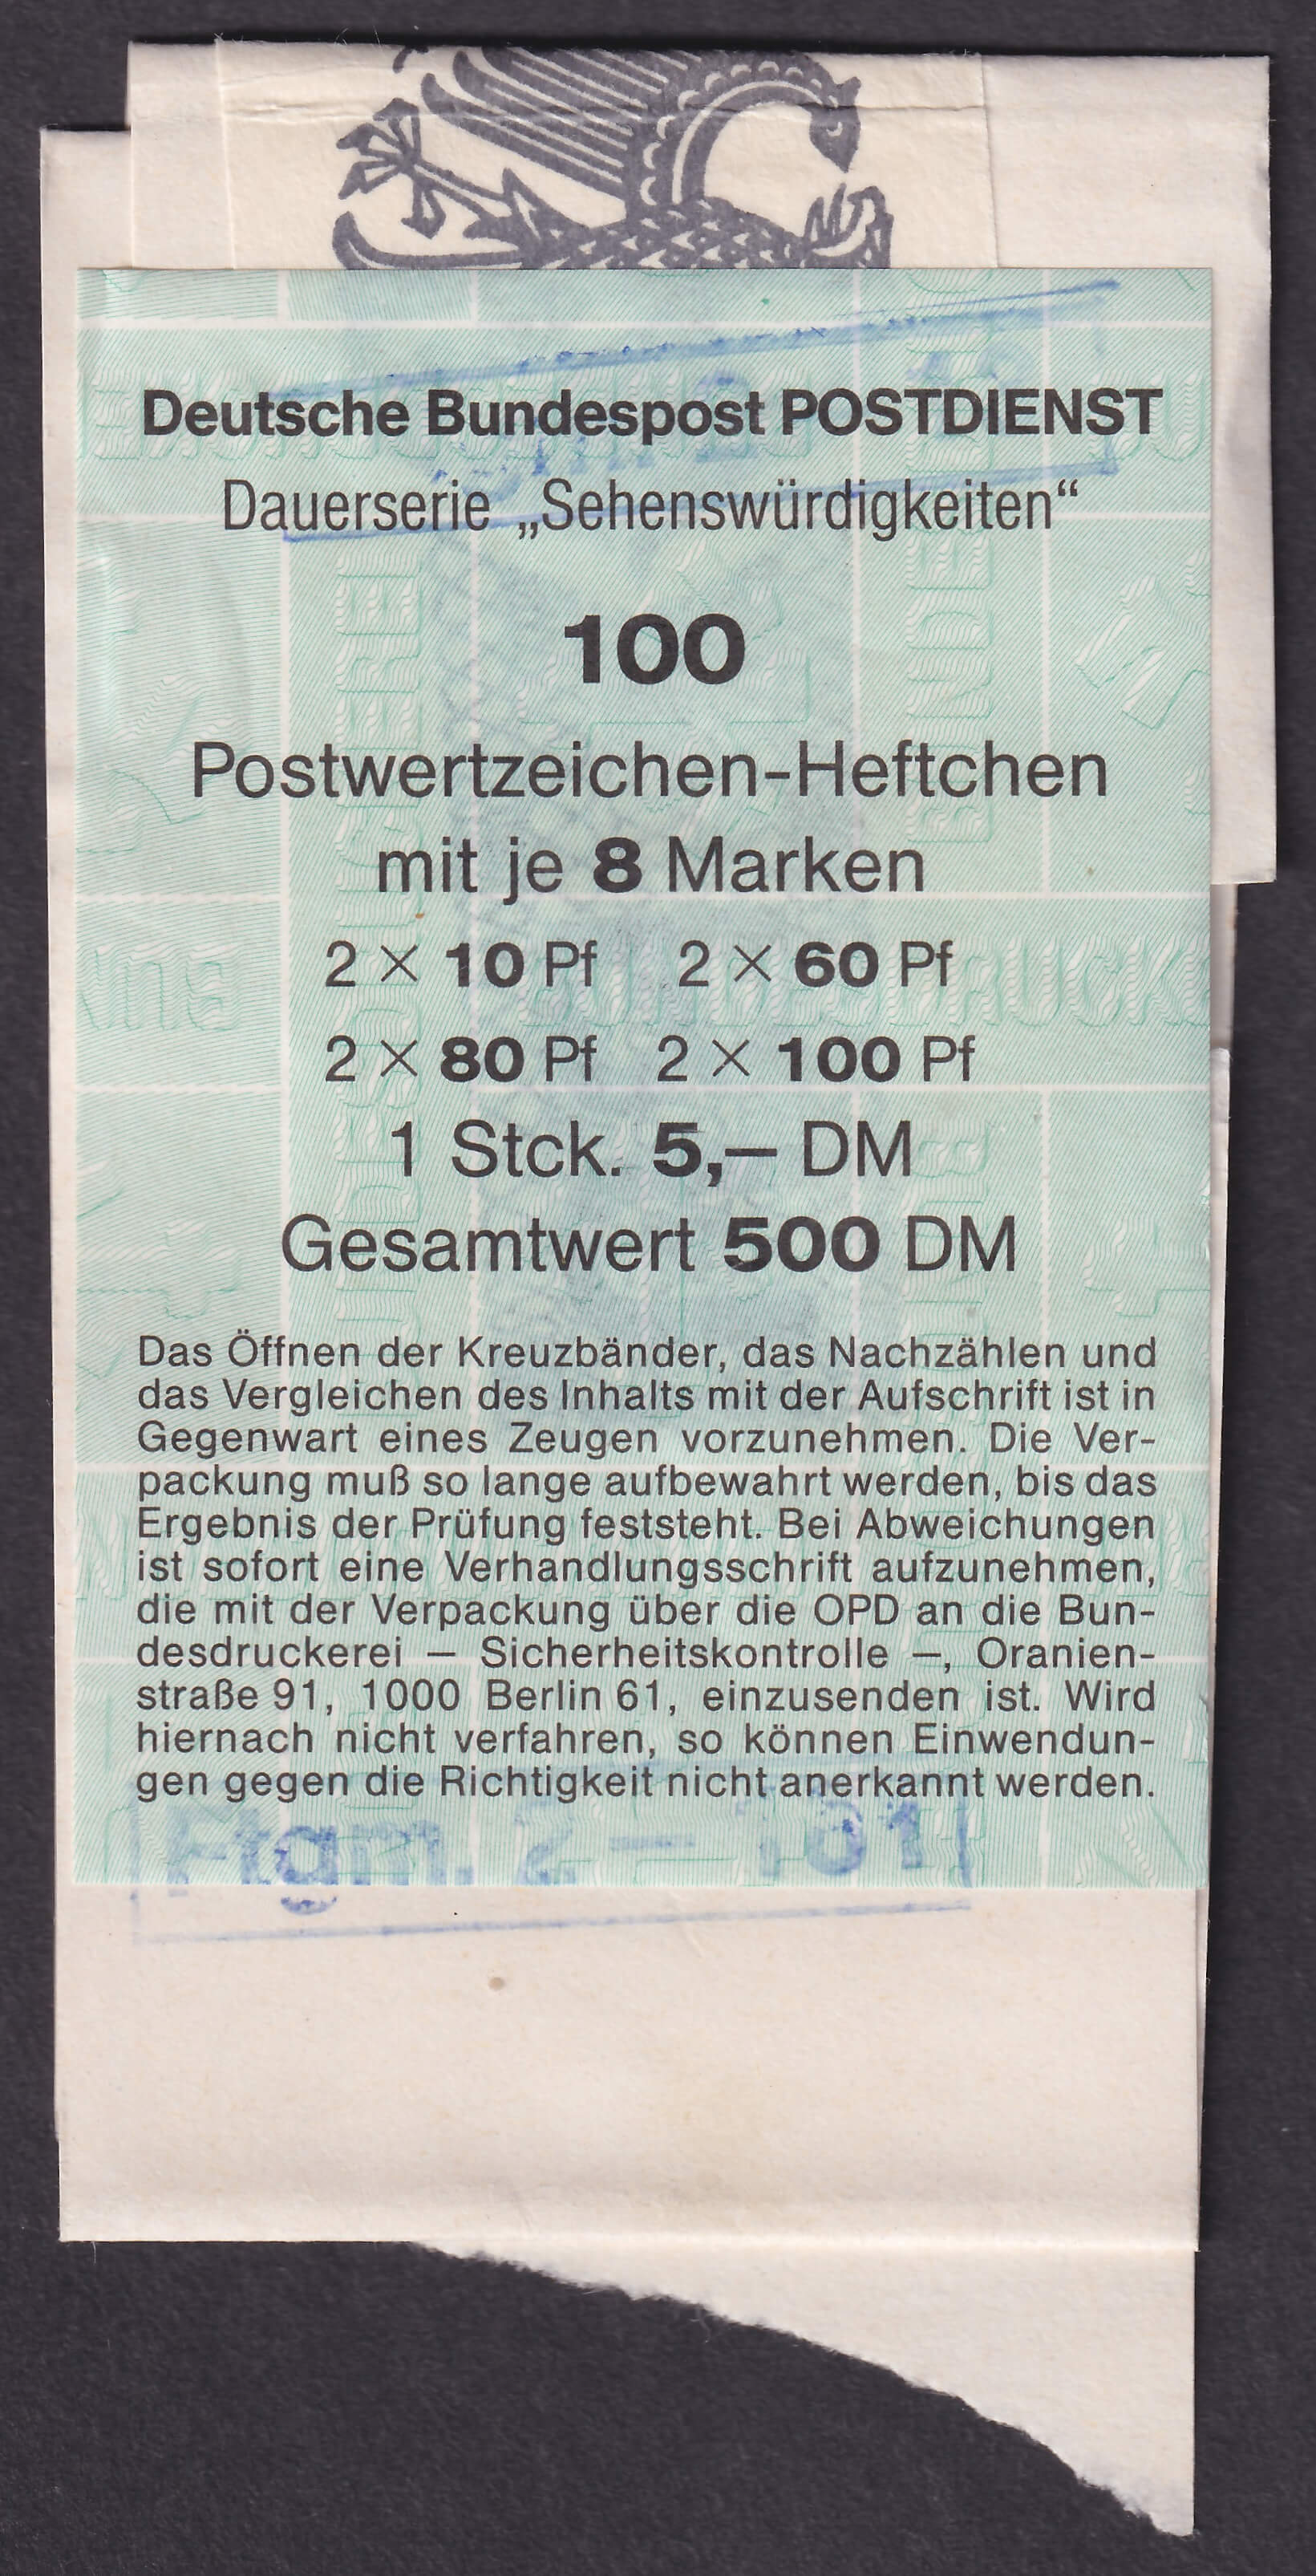 Deutsche Bundespost POSTDIENST
Dauerserie „Sehenswürdigkeiten“
100
Postwertzeichen-Heftchen
mit je 8 Marken
2 × 10 Pf 2 × 60 Pf
2 × 80 Pf 2 × 100 Pf
1 Stck. 5,– DM
Gesamtwert 500 DM
Das Öffnen der Kreuzbänder, das Nachzählen und
das Vergleichen des Inhalts mit der Aufschrift ist in
Gegenwart eines Zeugen vorzunehmen. Die Ver-
packung muß so lange aufbewahrt werden, bis das
Ergebnis der Prüfung feststeht. Bei Abweichungen
ist sofort eine Verhandlungsschrift aufzunehmen,
die mit der Verpackung über die OPD an die Bun-
desdruckerei – Sicherheitskontrolle –, Oranien-
straße 91, 1000 Berlin 61, einzusenden ist. Wird
hiernach nicht verfahren, so können Einwendun-
gen gegen die Richtigkeit nicht anerkannt werden.